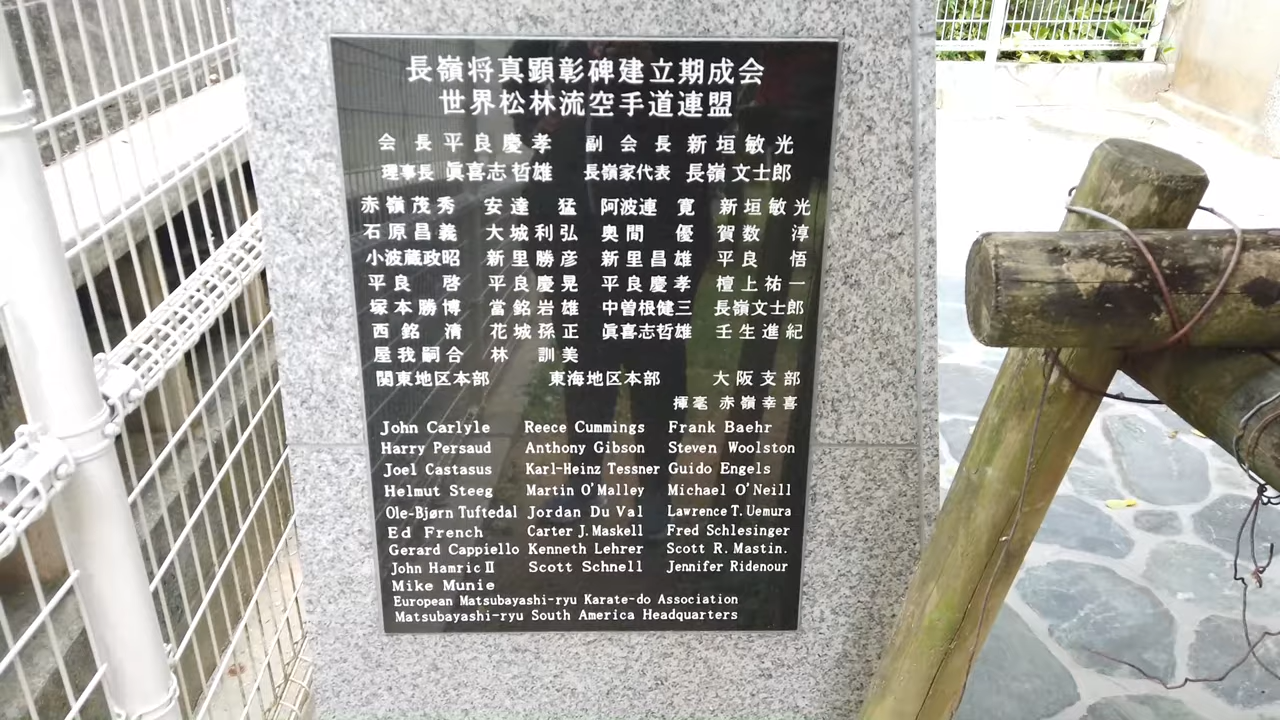 長嶺将真顕彰碑建立期成会
世界松林流空手道連盟
会長 平良慶孝 副会長 新垣敏光
理事長 眞喜志哲雄 長嶺家代表 長嶺文士郎
赤嶺茂秀 安達猛 阿波連寛 新垣敏光
石原昌義 大城利弘 奥間優 賀数淳
小波蔵政昭 新里勝彦 新里昌雄 平良悟
平良啓 平良慶晃 平良慶孝 檀上祐一
塚本勝博 當銘岩雄 中曽根健三 長嶺文士郎
西銘清 花城孫正 眞喜志哲雄 壬生進紀
屋我嗣合 林訓美
関東地区本部 東海地区本部 大阪支部
揮毫 赤嶺幸喜
John Carlyle Reece Cummings Frank Baehr
Harry Persaud Anthony Gibson Steven Woolston
Joel Castasus Karl-Heinz Tessner Guido Engels
Helmut Steeg Martin O'Malley Michael O'Neill
Ole-Bjørn Tuftedal Jordan Du Val Lawrence T. Uemura
Ed French Carter J. Maskell Fred Schlesinger
Gerard Cappiello Kenneth Lehrer Scott R. Mastin.
John Hamric II Scott Schnell Jennifer Ridenour
Mike Munie
European Matsubayashi-ryu Karate-do Association
Matsubayashi-ryu South America Headquarters